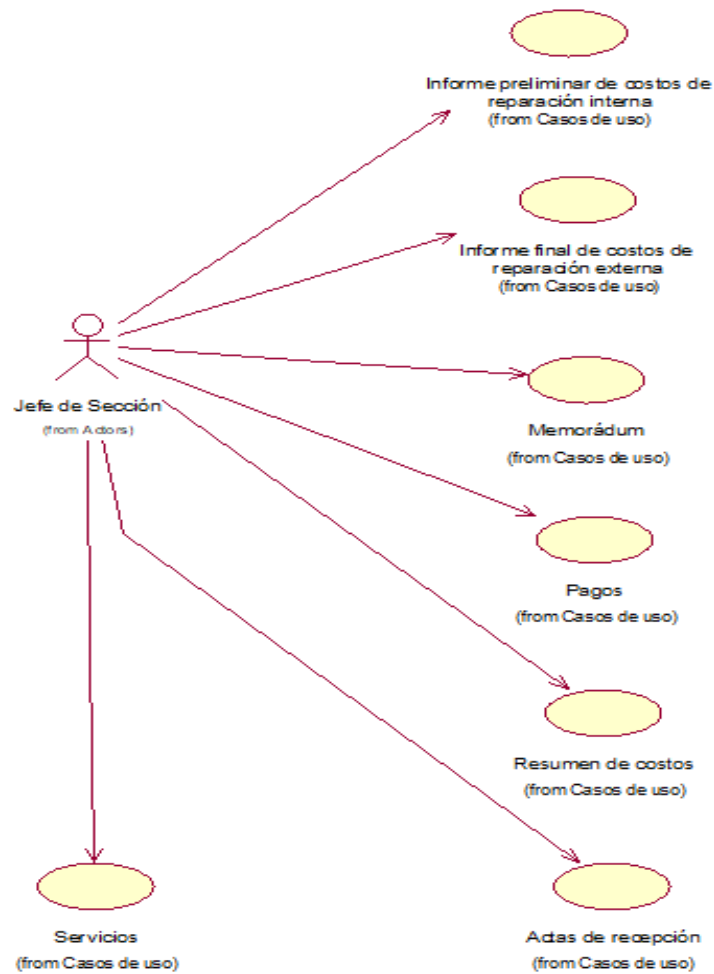 Informe preliminar de costos de
reparación interna
(from Casos de uso)
Informe final de costos de
reparación externa
(from Casos de uso)
Jefe de Sección
(from Actors)
Memorádum
(from Casos de uso)
Pagos
(from Casos de uso)
Resumen de costos
(from Casos de uso)
Servicios
(from Casos de uso)
Actas de recepción
(from Casos de uso)